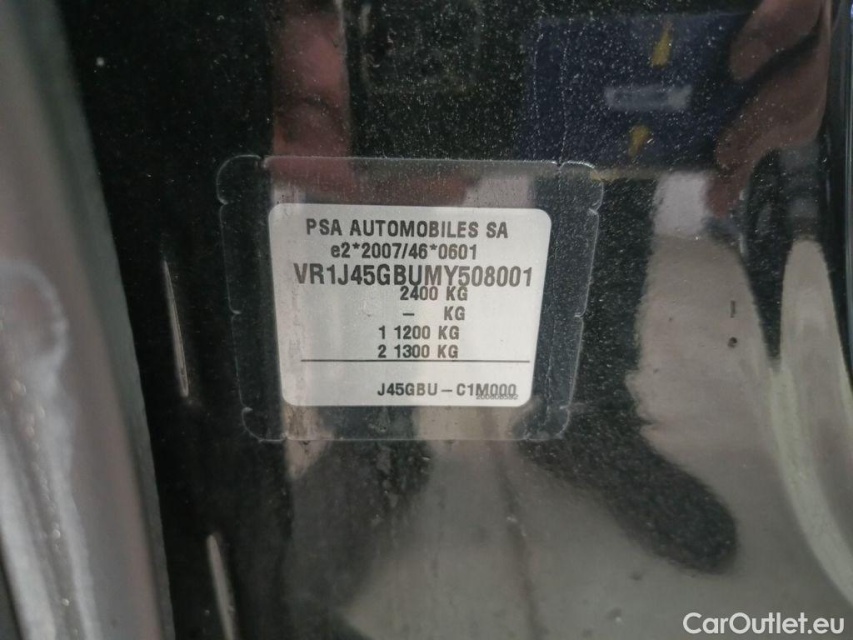 PSA AUTOMOBILES SA
e2*2007/46*0601
VR1J45GBUMY508001
2400 KG
- KG
1 1200 KG
2 1300 KG
J45GBU-C1M000
CarOutlet.eu